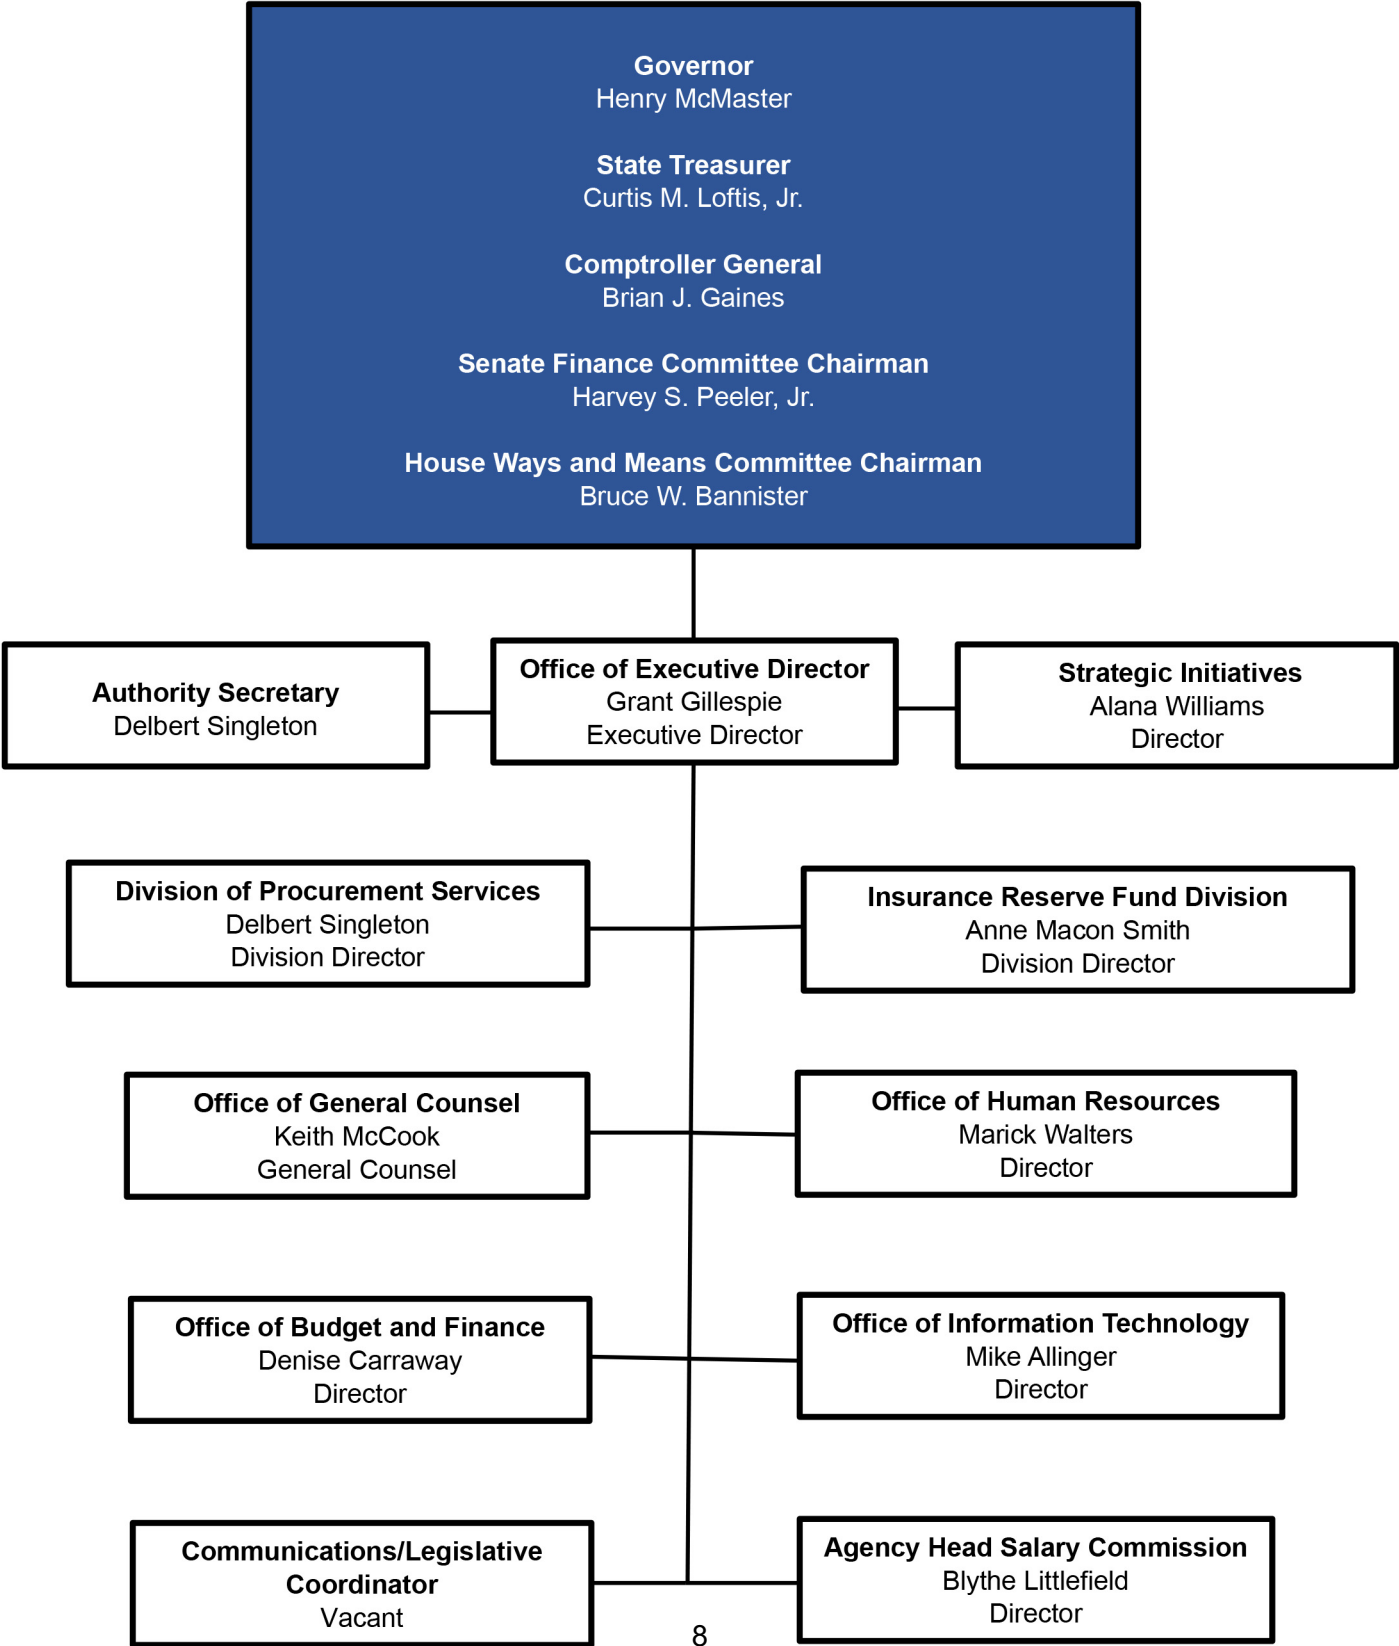 Governor
Henry McMaster
State Treasurer
Curtis M. Loftis, Jr.
Comptroller General
Brian J. Gaines
Senate Finance Committee Chairman
Harvey S. Peeler, Jr.
House Ways and Means Committee Chairman
Bruce W. Bannister
Authority Secretary
Delbert Singleton
Office of Executive Director
Grant Gillespie
Executive Director
Strategic Initiatives
Alana Williams
Director
Division of Procurement Services
Delbert Singleton
Division Director
Insurance Reserve Fund Division
Anne Macon Smith
Division Director
Office of General Counsel
Keith McCook
General Counsel
Office of Human Resources
Marick Walters
Director
Office of Budget and Finance
Denise Carraway
Director
Office of Information Technology
Mike Allinger
Director
Communications/Legislative
Coordinator
Vacant
Agency Head Salary Commission
Blythe Littlefield
Director
8